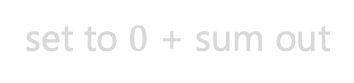 set to 0 + sum out